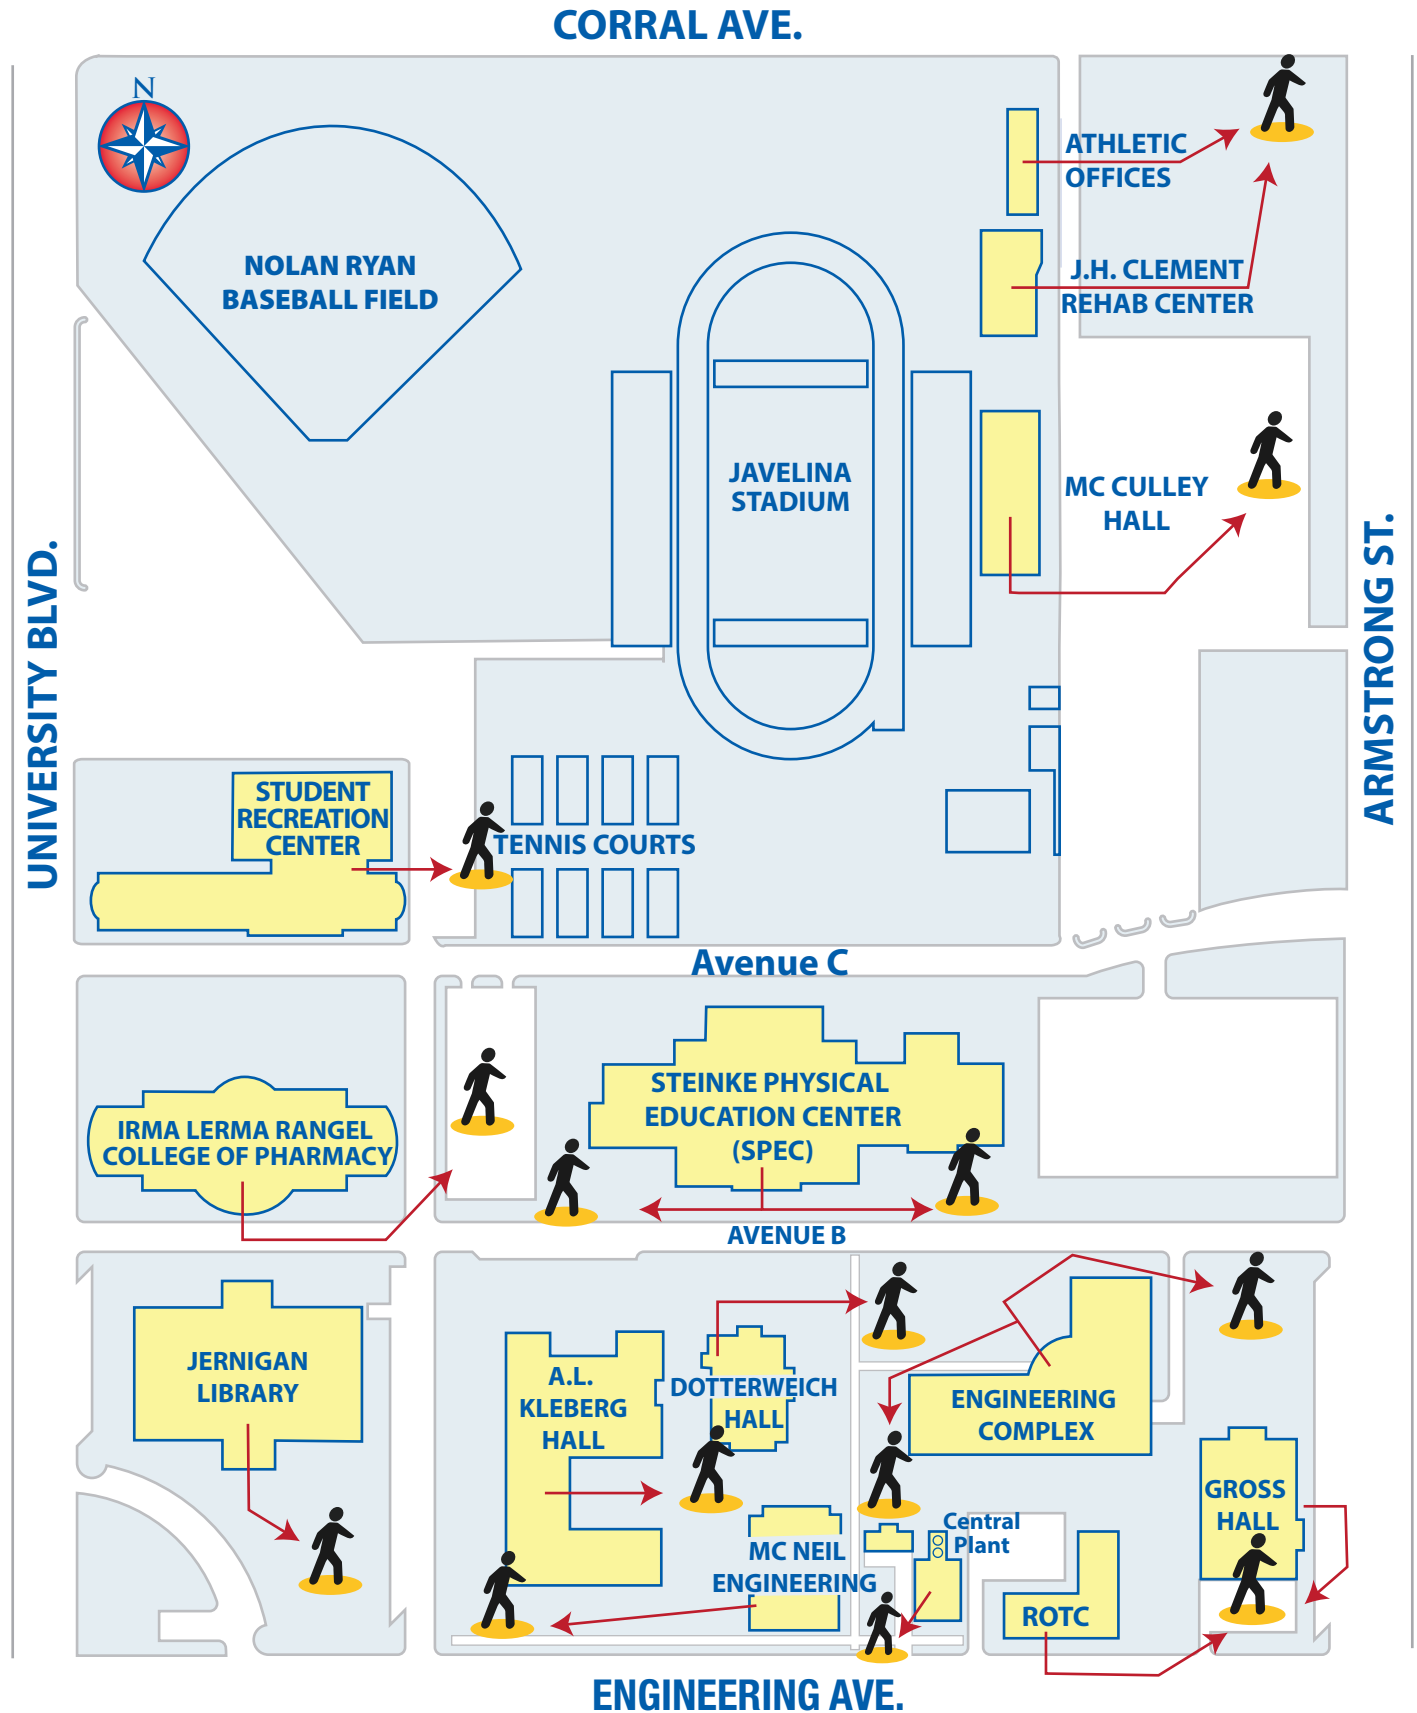 CORRAL AVE.
N
ATHLETIC
OFFICES
NOLAN RYAN
BASEBALL FIELD
J.H. CLEMENT
REHAB CENTER
JAVELINA
STADIUM
MC CULLEY
HALL
UNIVERSITY BLVD.
ARMSTRONG ST.
STUDENT
RECREATION
CENTER
TENNIS COURTS
Avenue C
STEINKE PHYSICAL
EDUCATION CENTER
(SPEC)
IRMA LERMA RANGEL
COLLEGE OF PHARMACY
AVENUE B
JERNIGAN
LIBRARY
A.L.
KLEBERG
HALL
DOTTERWEICH
HALL
ENGINEERING
COMPLEX
GROSS
HALL
Central
Plant
MC NEIL
ENGINEERING
ROTC
ENGINEERING AVE.